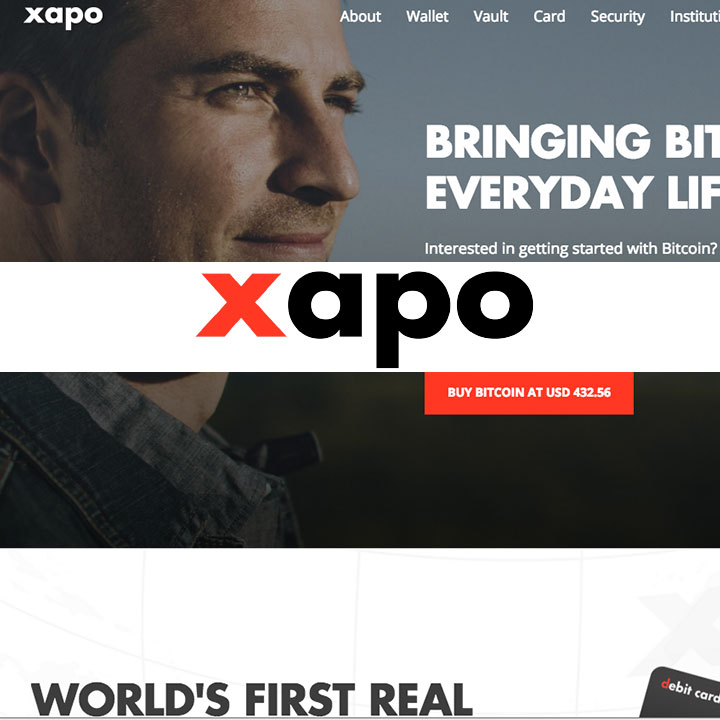 xapo
About Wallet Vault Card Security Instituti
BRINGING BIT
EVERYDAY LIF
Interested in getting started with Bitcoin?
xapo
BUY BITCOIN AT USD 432.56
WORLD'S FIRST REAL
debit card